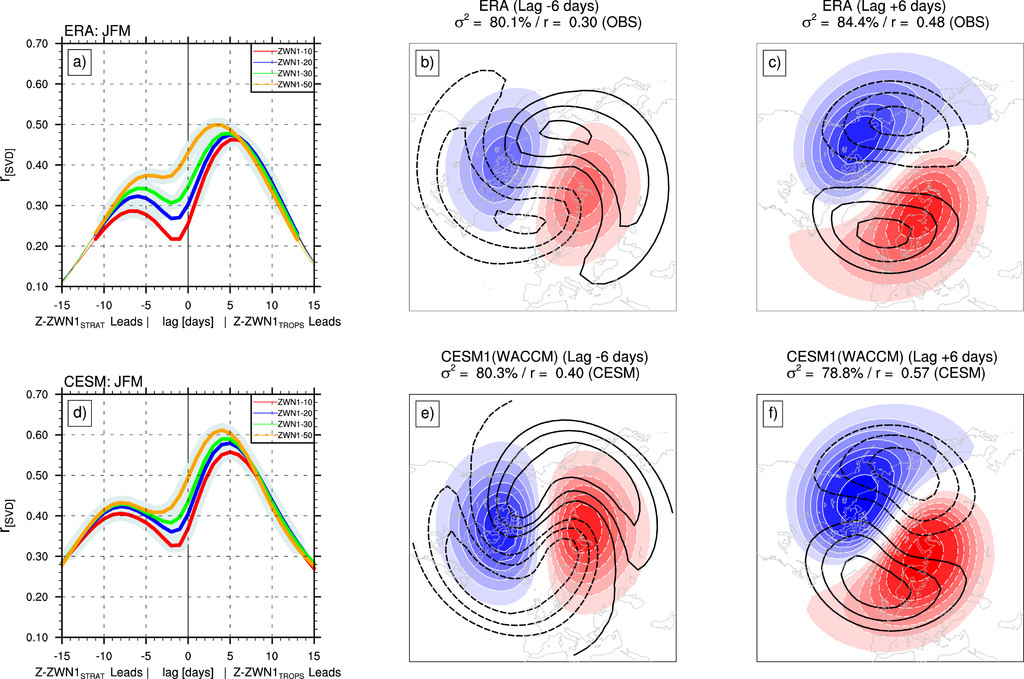 ERA: JFM
a)
ZWN1-10
ZWN1-20
ZWN1-30
ZWN1-50
r[SVD]
0.70
0.60
0.50
0.40
0.30
0.20
0.10
-15 -10 -5 0 5 10 15
Z-ZWN1STRAT Leads | lag [days] | Z-ZWN1TROPS Leads
ERA (Lag -6 days)
σ² = 80.1% / r = 0.30 (OBS)
b)
ERA (Lag +6 days)
σ² = 84.4% / r = 0.48 (OBS)
c)
CESM: JFM
d)
ZWN1-10
ZWN1-20
ZWN1-30
ZWN1-50
r[SVD]
0.70
0.60
0.50
0.40
0.30
0.20
0.10
-15 -10 -5 0 5 10 15
Z-ZWN1STRAT Leads | lag [days] | Z-ZWN1TROPS Leads
CESM1(WACCM) (Lag -6 days)
σ² = 80.3% / r = 0.40 (CESM)
e)
CESM1(WACCM) (Lag +6 days)
σ² = 78.8% / r = 0.57 (CESM)
f)